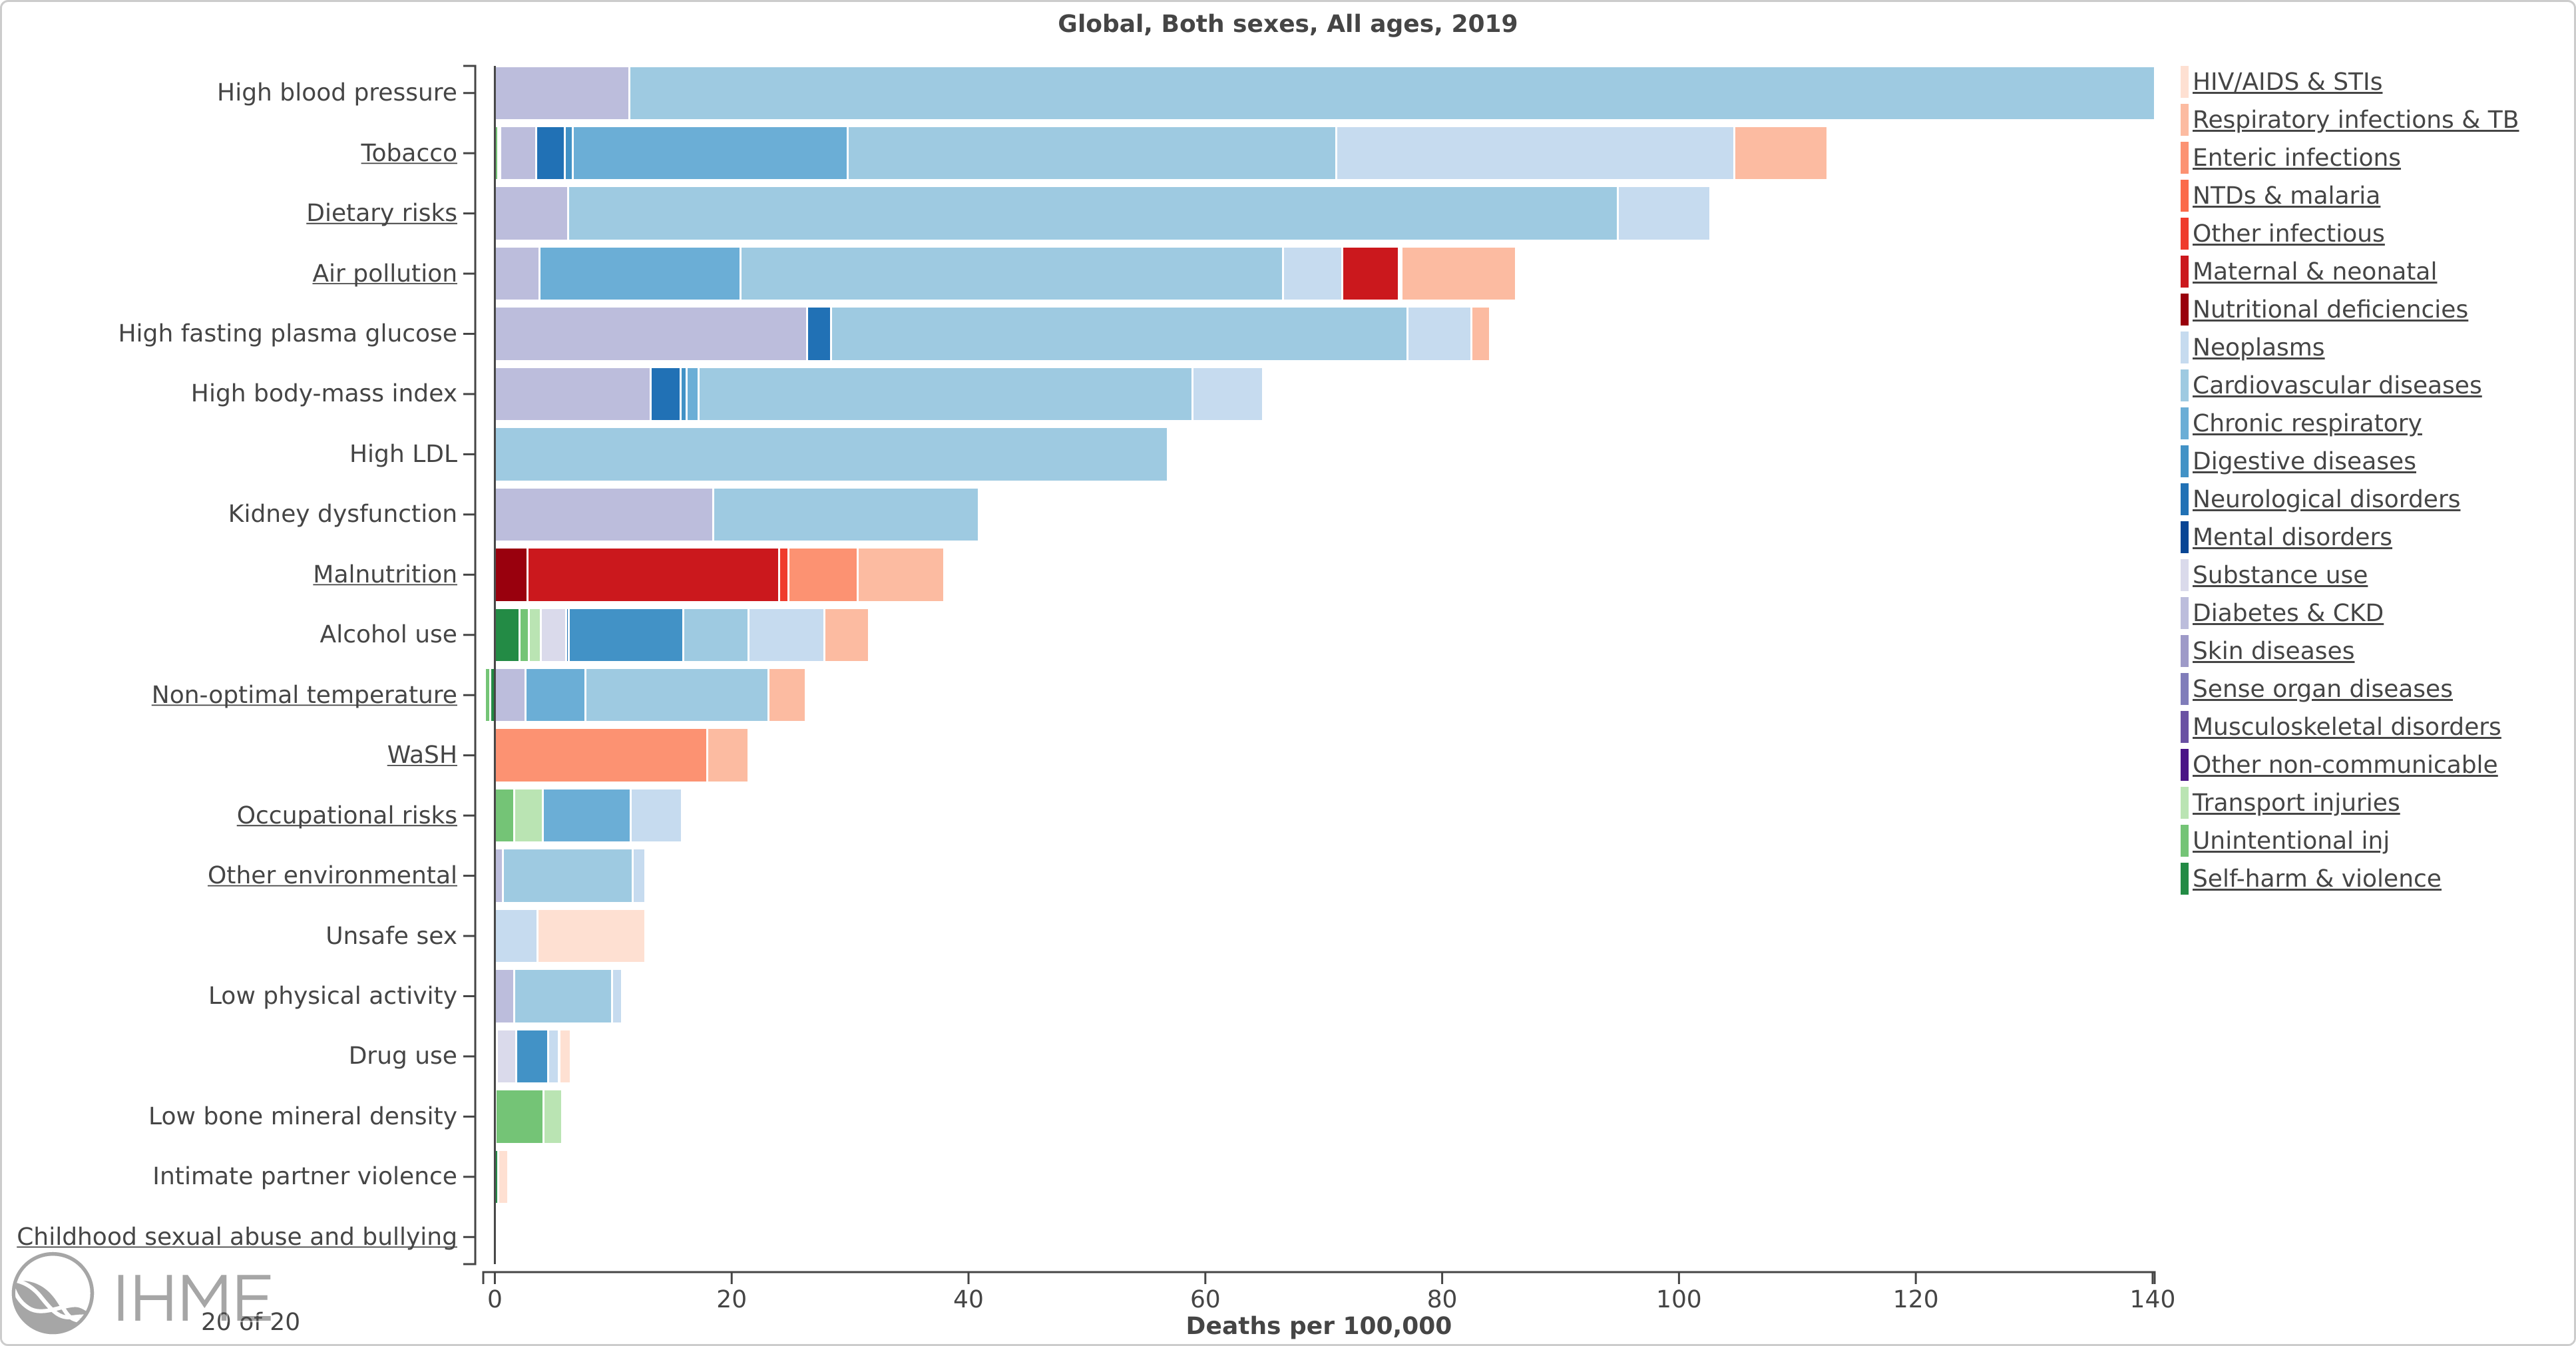 Global, Both sexes, All ages, 2019
High blood pressure
Tobacco
Dietary risks
Air pollution
High fasting plasma glucose
High body-mass index
High LDL
Kidney dysfunction
Malnutrition
Alcohol use
Non-optimal temperature
WaSH
Occupational risks
Other environmental
Unsafe sex
Low physical activity
Drug use
Low bone mineral density
Intimate partner violence
Childhood sexual abuse and bullying
HIV/AIDS & STIs
Respiratory infections & TB
Enteric infections
NTDs & malaria
Other infectious
Maternal & neonatal
Nutritional deficiencies
Neoplasms
Cardiovascular diseases
Chronic respiratory
Digestive diseases
Neurological disorders
Mental disorders
Substance use
Diabetes & CKD
Skin diseases
Sense organ diseases
Musculoskeletal disorders
Other non-communicable
Transport injuries
Unintentional inj
Self-harm & violence
0 20 40 60 80 100 120 140
Deaths per 100,000
IHME
20 of 20